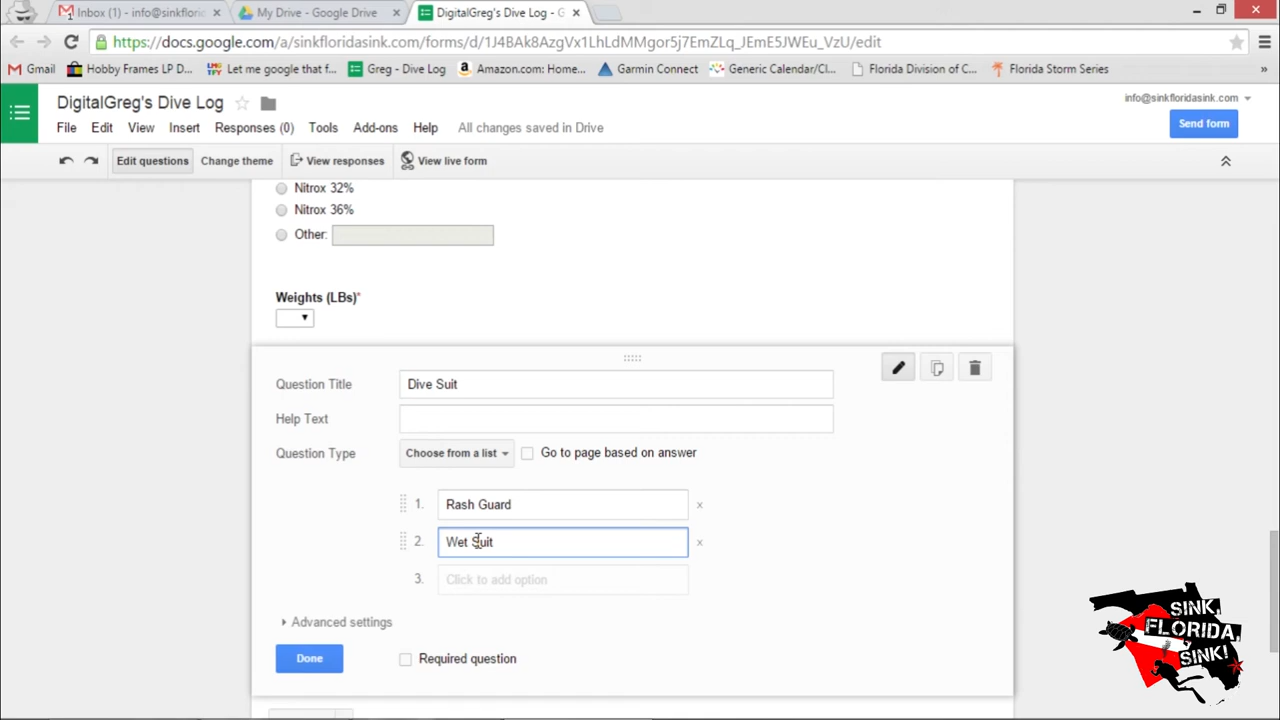 Inbox (1) - info@sinkfloric
My Drive - Google Drive
DigitalGreg's Dive Log - G
https://docs.google.com/a/sinkfloridasink.com/forms/d/1J4BAk8AzgVx1LhLdMMgor5j7EmZLq_JEmE5JWEu_VzU/edit
Gmail
Hobby Frames LP D...
Let me google that f...
Greg - Dive Log
Amazon.com: Home...
Garmin Connect
Generic Calendar/Cl...
Florida Division of C...
Florida Storm Series
»
DigitalGreg's Dive Log
info@sinkfloridasink.com
File Edit View Insert Responses (0) Tools Add-ons Help All changes saved in Drive
Send form
Edit questions Change theme View responses View live form
Nitrox 32%
Nitrox 36%
Other:
Weights (LBs)*
Question Title Dive Suit
Help Text
Question Type Choose from a list Go to page based on answer
1. Rash Guard x
2. Wet Suit x
3. Click to add option
Advanced settings
Done Required question
SINK,
FLORIDA,
SINK!